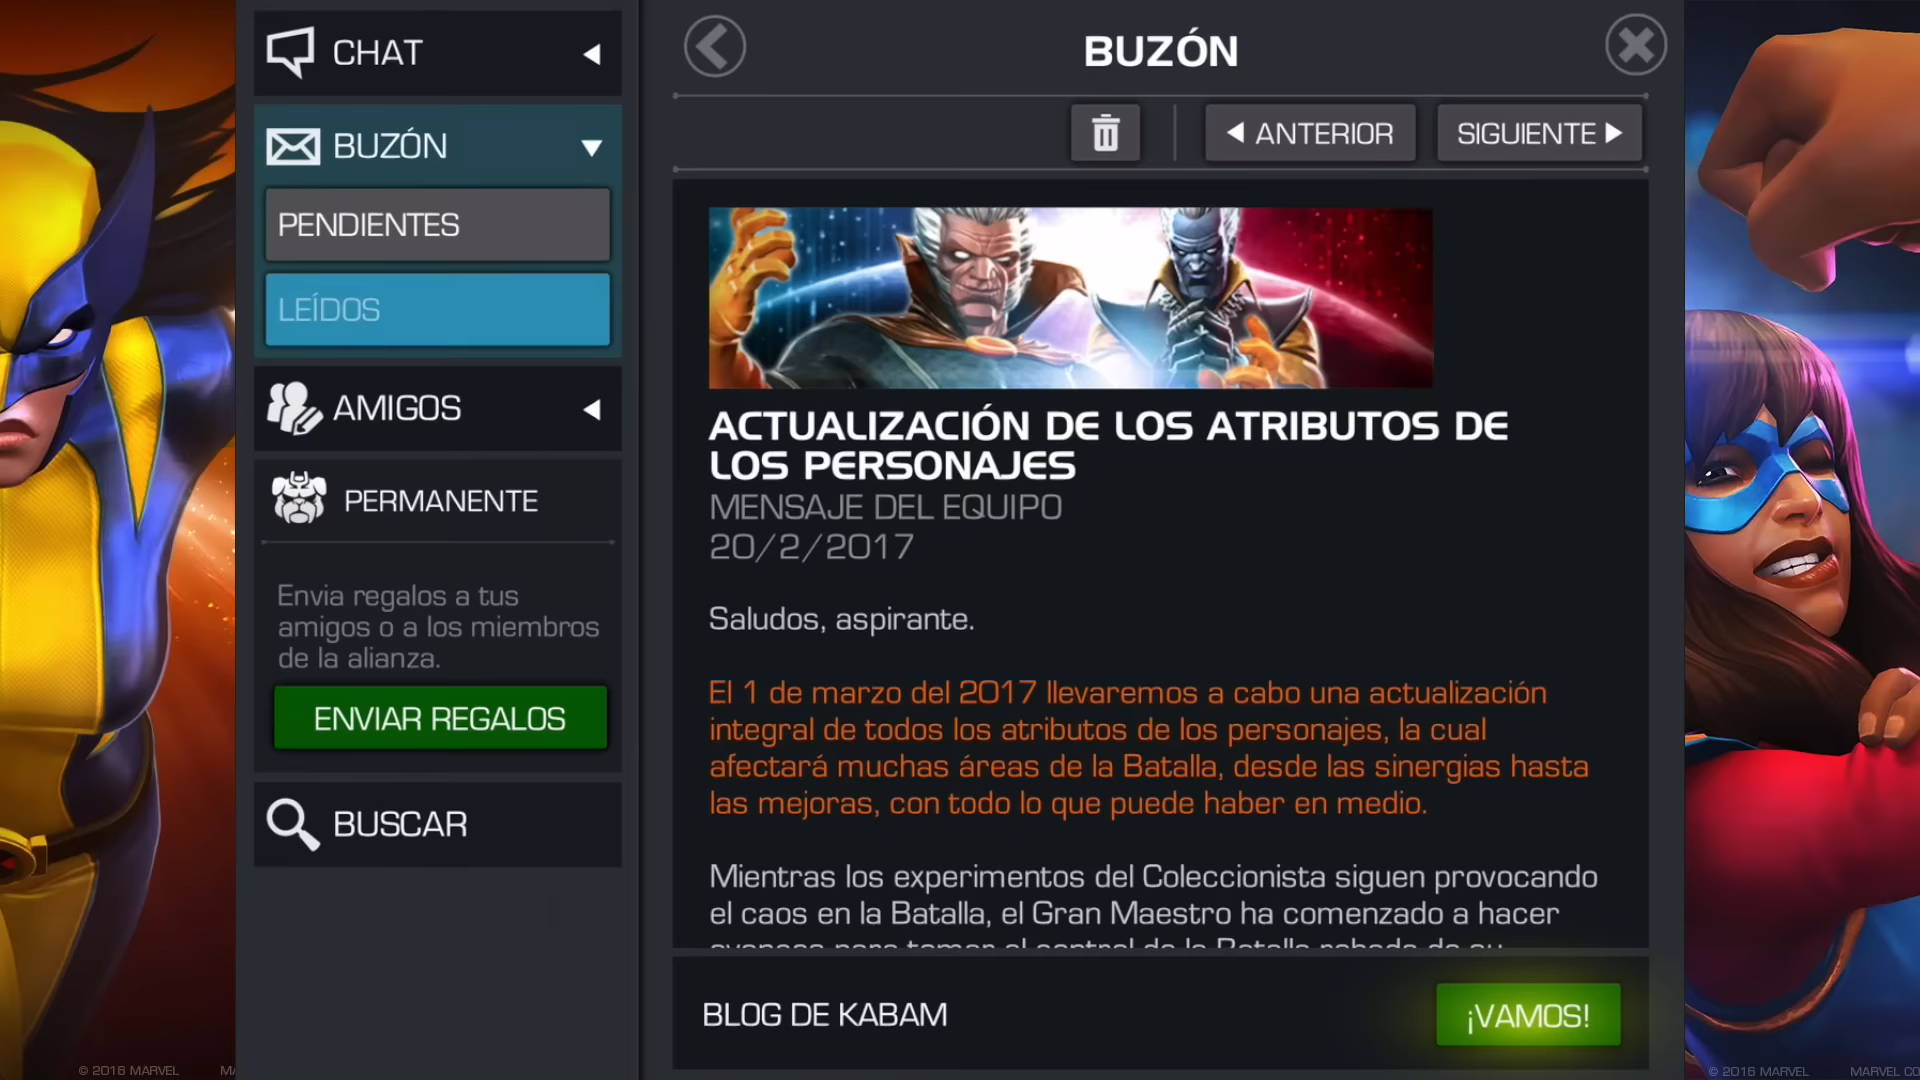 CHAT
BUZÓN
PENDIENTES
LEÍDOS
AMIGOS
PERMANENTE
Envia regalos a tus
amigos o a los miembros
de la alianza.
ENVIAR REGALOS
BUSCAR
BUZÓN
ANTERIOR
SIGUIENTE
ACTUALIZACIÓN DE LOS ATRIBUTOS DE
LOS PERSONAJES
MENSAJE DEL EQUIPO
20/2/2017
Saludos, aspirante.
El 1 de marzo del 2017 llevaremos a cabo una actualización
integral de todos los atributos de los personajes, la cual
afectará muchas áreas de la Batalla, desde las sinergias hasta
las mejoras, con todo lo que puede haber en medio.
Mientras los experimentos del Coleccionista siguen provocando
el caos en la Batalla, el Gran Maestro ha comenzado a hacer
BLOG DE KABAM
¡VAMOS!
© 2016 MARVEL
© 2016 MARVEL
MARVEL CO